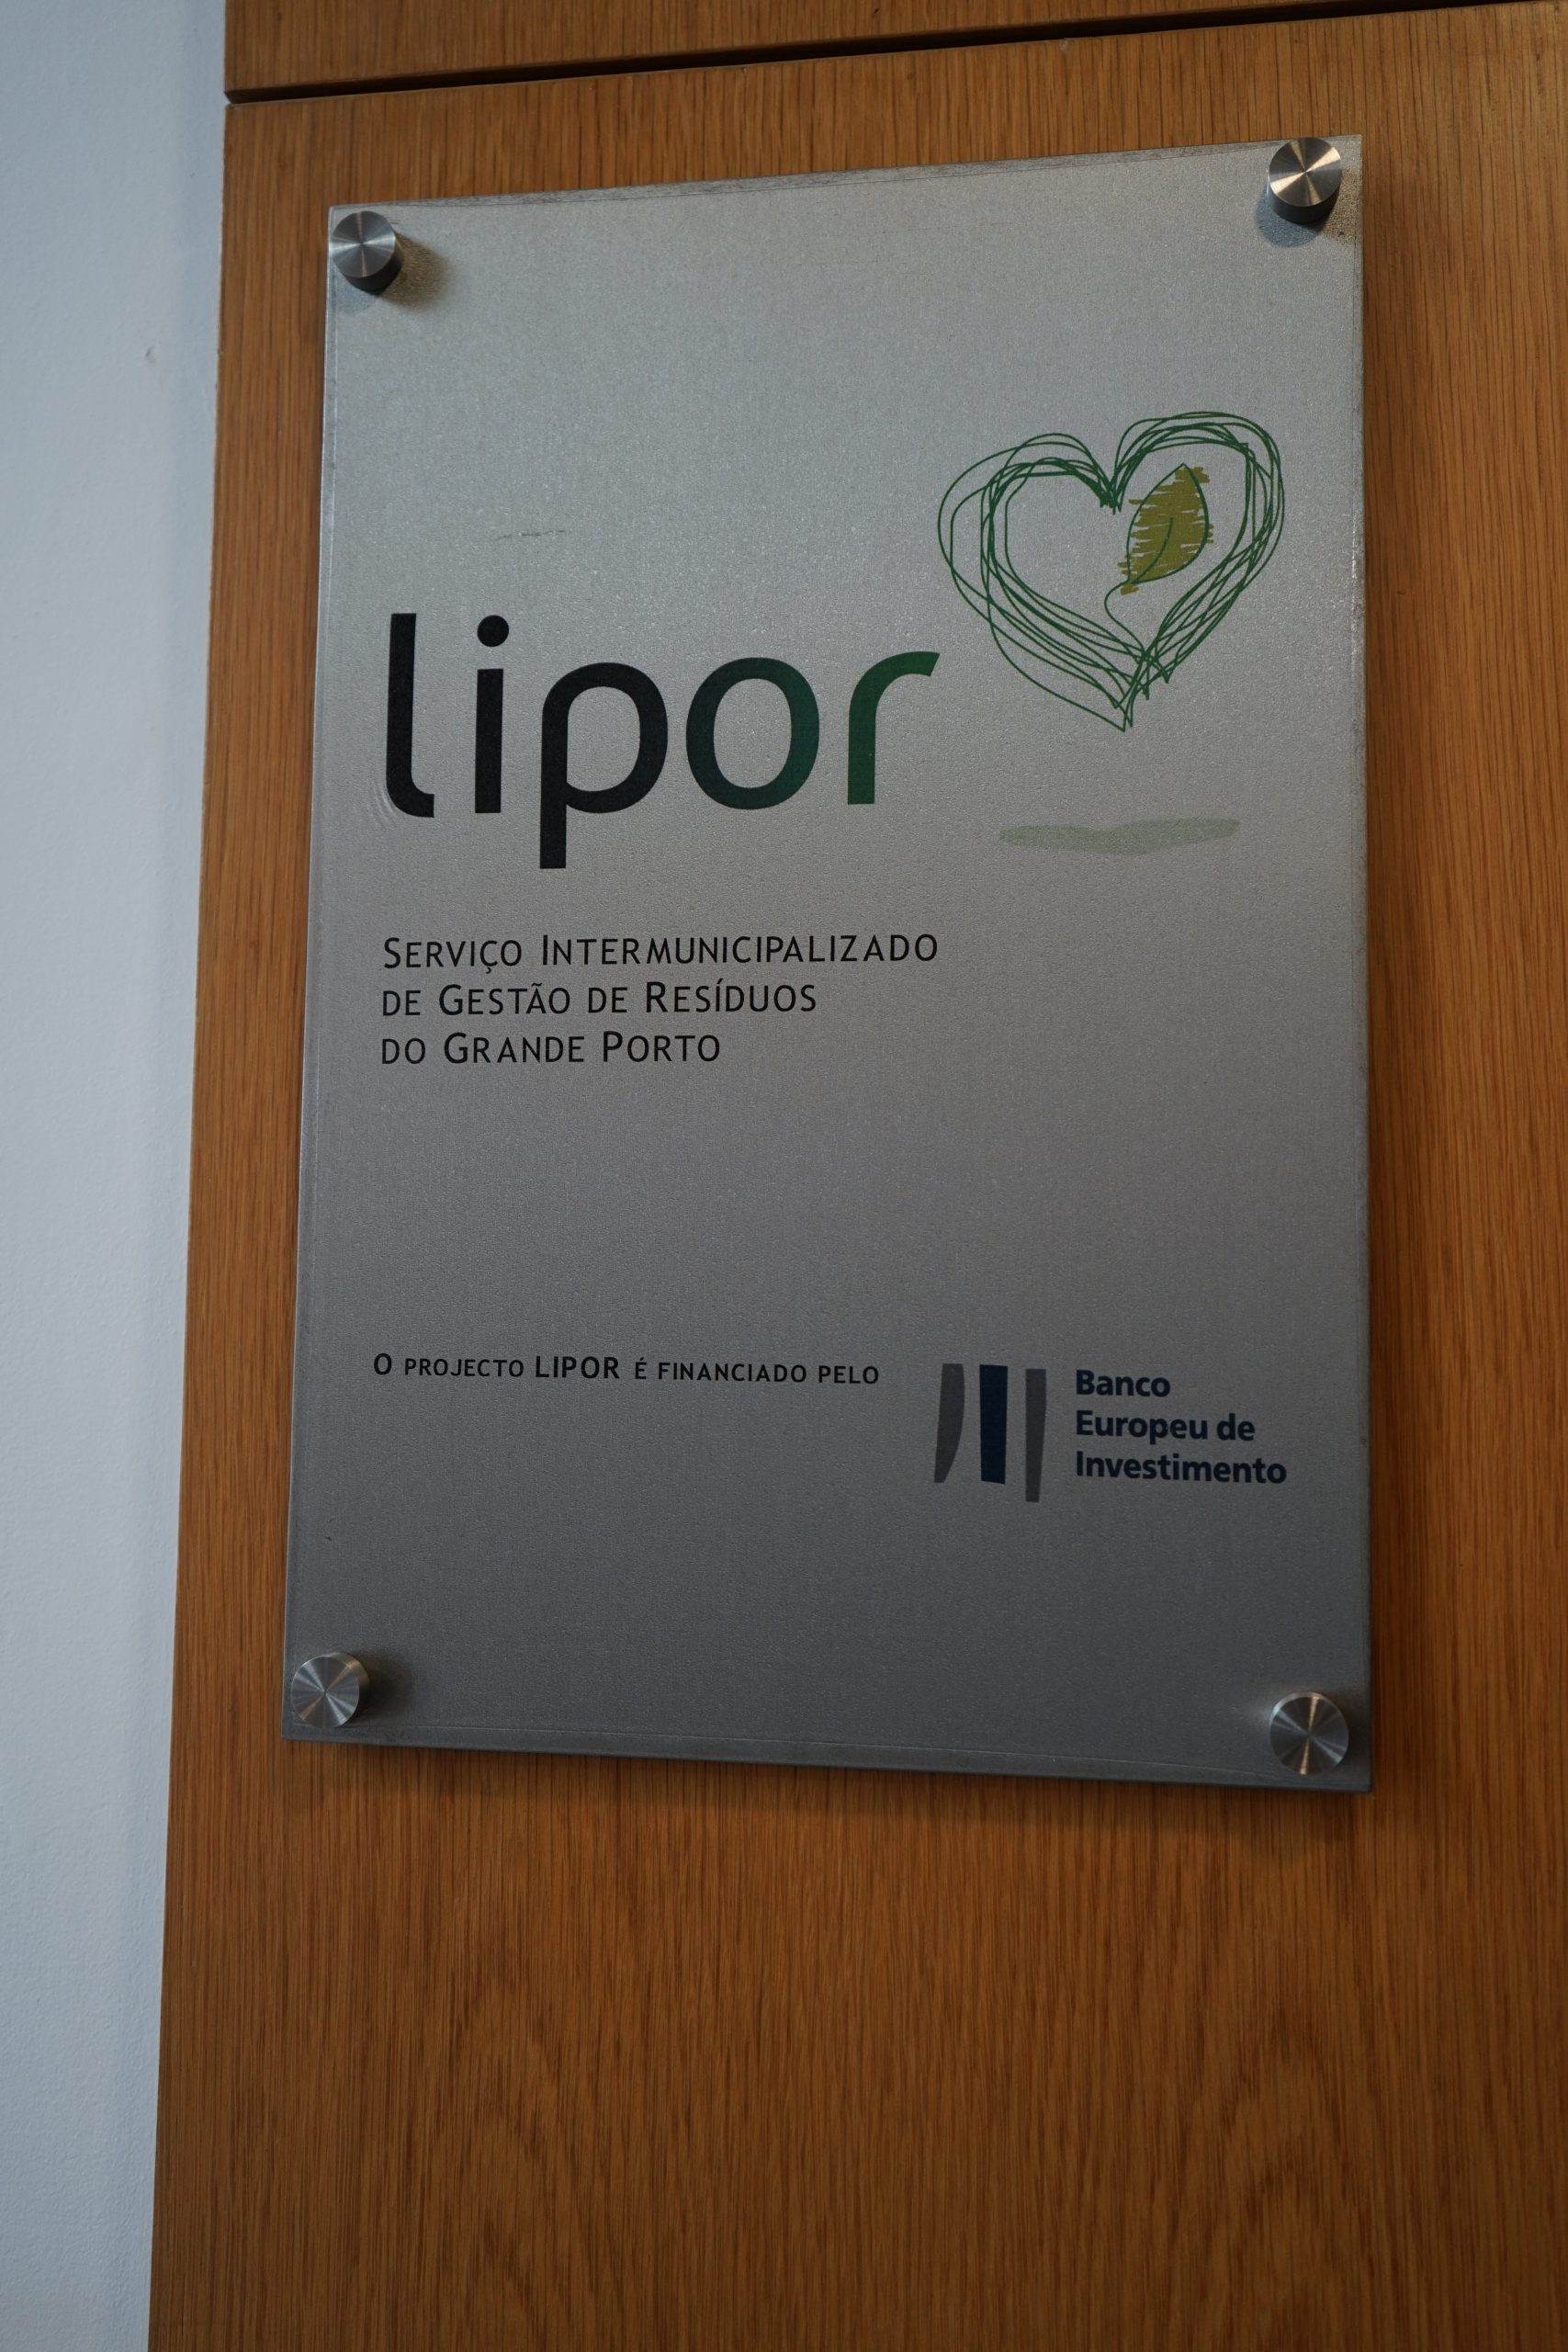 lipor
Serviço Intermunicipalizado
de Gestão de Resíduos
do Grande Porto
O projecto LIPOR é financiado pelo
Banco
Europeu de
Investimento